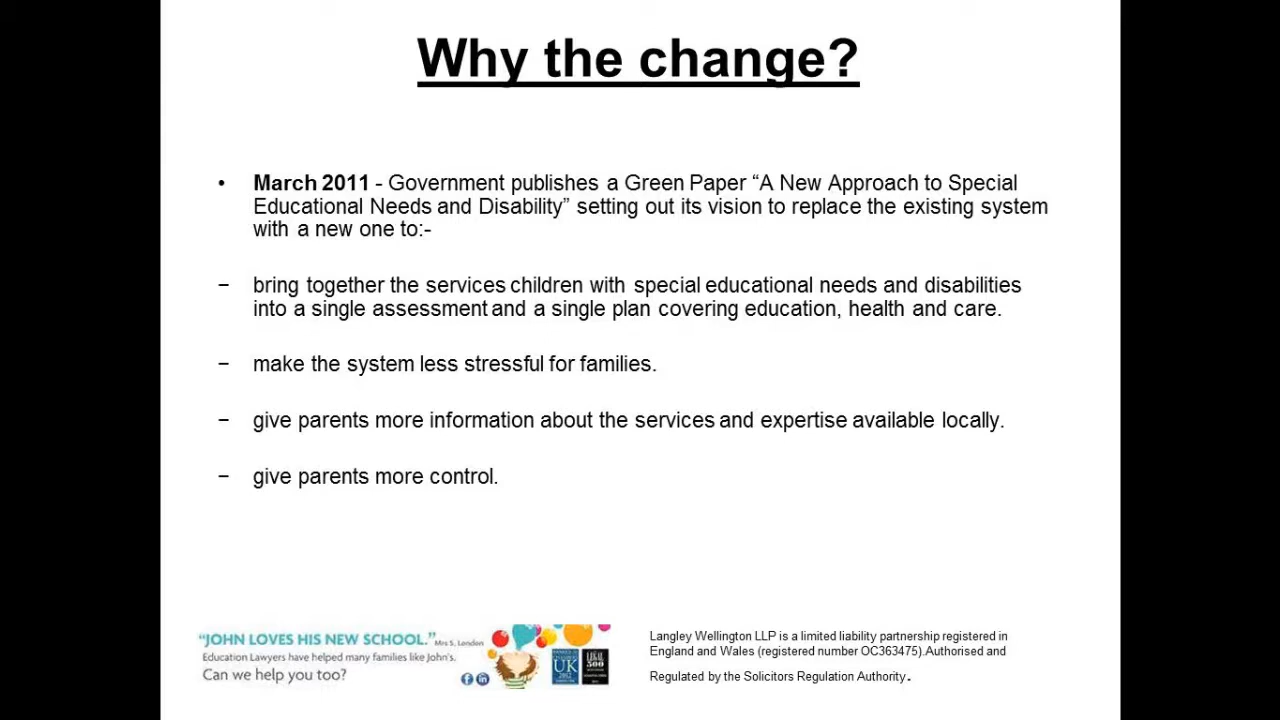 Why the change?
• March 2011 - Government publishes a Green Paper “A New Approach to Special
Educational Needs and Disability” setting out its vision to replace the existing system
with a new one to:-
− bring together the services children with special educational needs and disabilities
into a single assessment and a single plan covering education, health and care.
− make the system less stressful for families.
− give parents more information about the services and expertise available locally.
− give parents more control.
“JOHN LOVES HIS NEW SCHOOL.” Mrs S, London
Education Lawyers have helped many families like John's.
Can we help you too?
f in
UK
2012
LEGAL
500
Langley Wellington LLP is a limited liability partnership registered in
England and Wales (registered number OC363475).Authorised and
Regulated by the Solicitors Regulation Authority.